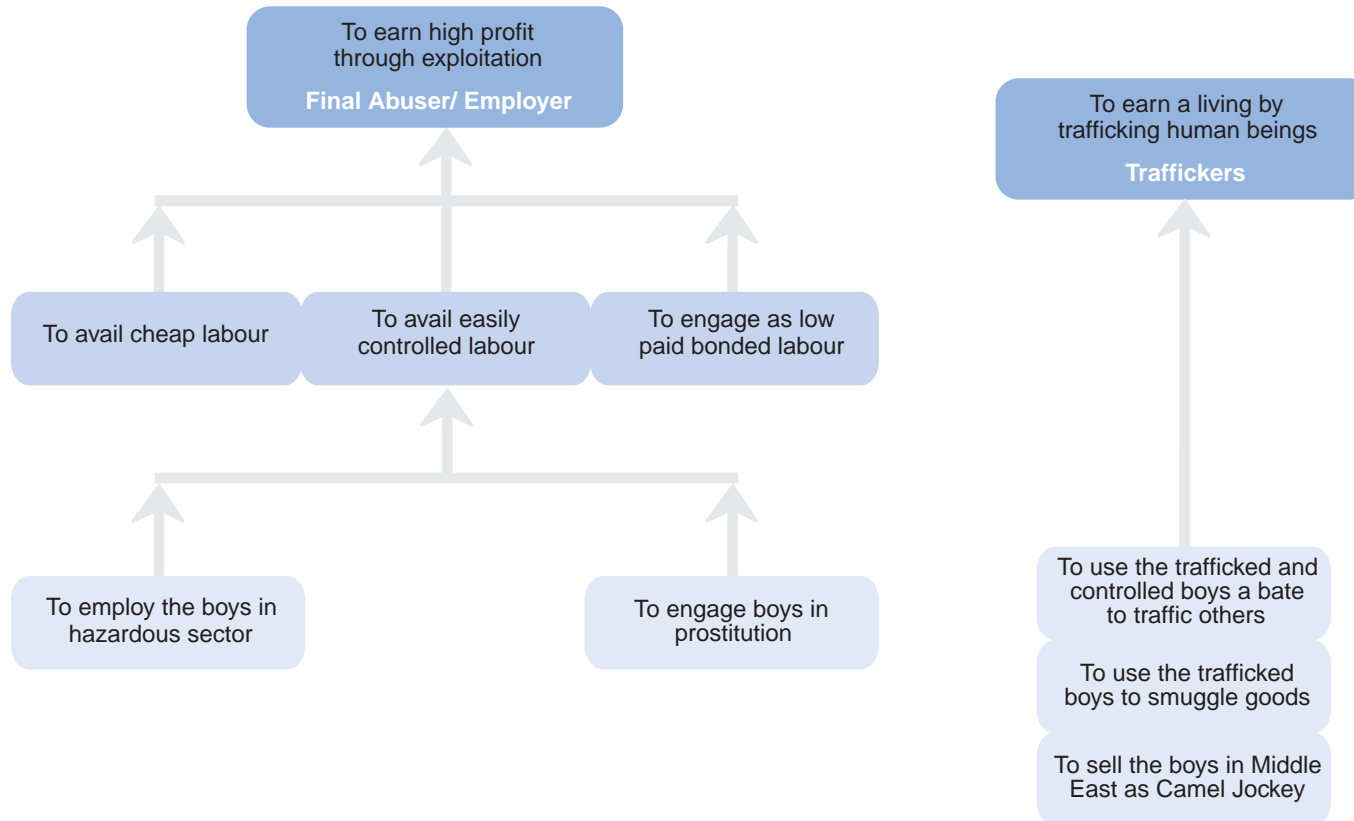 To earn high profit
through exploitation
Final Abuser/ Employer
To earn a living by
trafficking human beings
Traffickers
To avail cheap labour
To avail easily
controlled labour
To engage as low
paid bonded labour
To employ the boys in
hazardous sector
To engage boys in
prostitution
To use the trafficked and
controlled boys a bate
to traffic others
To use the trafficked
boys to smuggle goods
To sell the boys in Middle
East as Camel Jockey